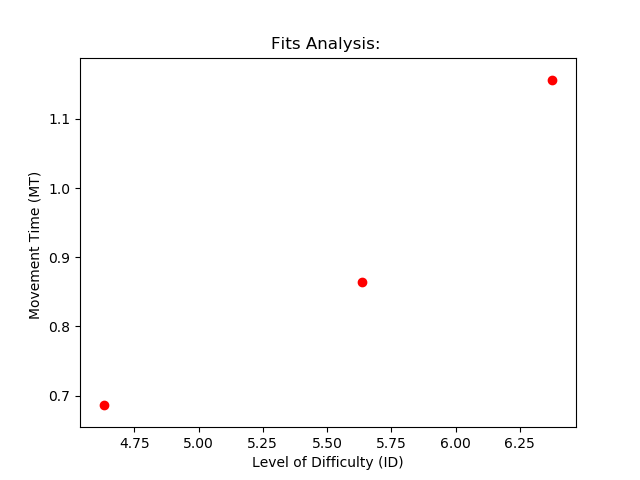 Fits Analysis:
1.1
1.0
0.9
0.8
0.7
Movement Time (MT)
4.75 5.00 5.25 5.50 5.75 6.00 6.25
Level of Difficulty (ID)